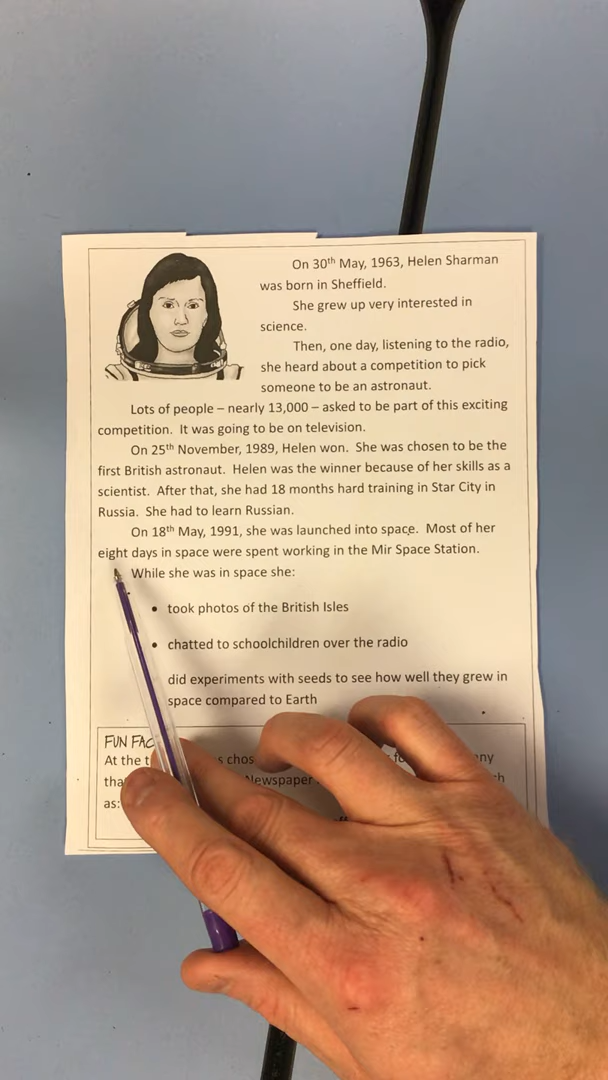 On 30th May, 1963, Helen Sharman
was born in Sheffield.
She grew up very interested in
science.
Then, one day, listening to the radio,
she heard about a competition to pick
someone to be an astronaut.
Lots of people – nearly 13,000 – asked to be part of this exciting
competition. It was going to be on television.
On 25th November, 1989, Helen won. She was chosen to be the
first British astronaut. Helen was the winner because of her skills as a
scientist. After that, she had 18 months hard training in Star City in
Russia. She had to learn Russian.
On 18th May, 1991, she was launched into space. Most of her
eight days in space were spent working in the Mir Space Station.
While she was in space she:
• took photos of the British Isles
• chatted to schoolchildren over the radio
did experiments with seeds to see how well they grew in
space compared to Earth
FUN
At the
Newspaper
as: